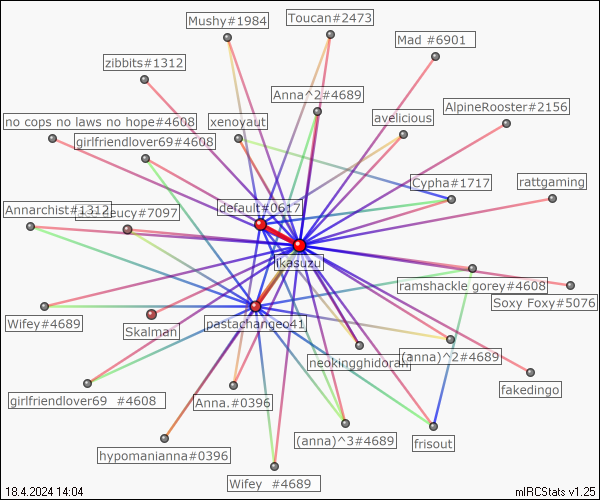 Toucan#2473
Mushy#1984
Mad #6901
zibbits#1312
Anna^2#4689
AlpineRooster#2156
no cops no laws no hope#4608
xenoyaut
avelicious
girlfriendlover69#4608
Cypha#1717
rattgaming
default#0617
Annarchist#1312
eucy#7097
ikasuzu
ramshackle gorey#4608
Soxy Foxy#5076
Wifey#4689
Skalman
pastachangeo41
neokingghidorah
(anna)^2#4689
fakedingo
girlfriendlover69 #4608
Anna.#0396
(anna)^3#4689
frisout
hypomanianna#0396
Wifey #4689
18.4.2024 14:04
mIRCStats v1.25